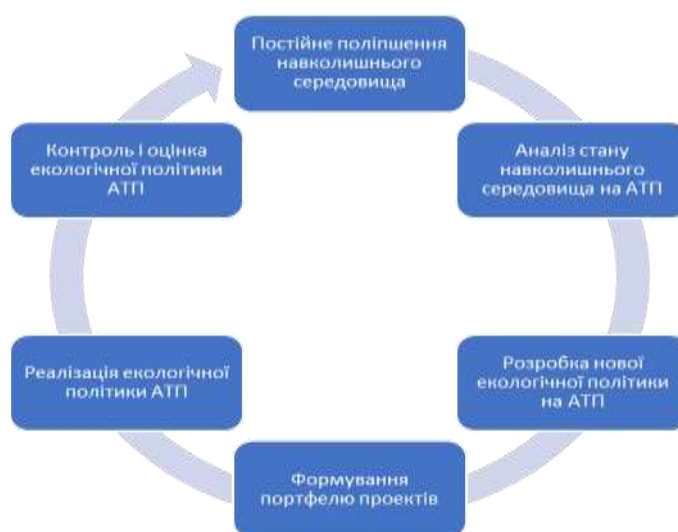 Постійне поліпшення
навколишнього
середовища
Аналіз стану
навколишнього
середовища на АТП
Розробка нової
екологічної політики
на АТП
Формування
портфелю проектів
Реалізація екологічної
політики АТП
Контроль і оцінка
екологічної політики
АТП